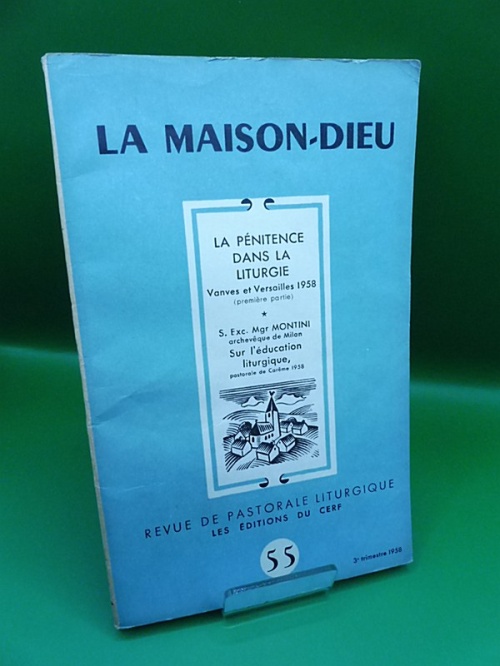 LA MAISON-DIEU
LA PÉNITENCE
DANS LA
LITURGIE
Vanves et Versailles 1958
(première partie)
★
S. Exc. Mgr MONTINI
archevêque de Milan
Sur l'éducation
liturgique,
pastorale de Carême 1958
REVUE DE PASTORALE LITURGIQUE
LES ÉDITIONS DU CERF
55
3e trimestre 1958